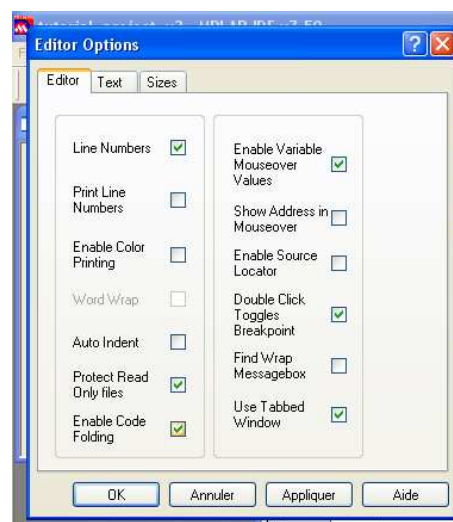 Editor Options
Editor Text Sizes
Line Numbers
Print Line
Numbers
Enable Color
Printing
Word Wrap
Auto Indent
Protect Read
Only files
Enable Code
Folding
Enable Variable
Mouseover
Values
Show Address in
Mouseover
Enable Source
Locator
Double Click
Toggles
Breakpoint
Find Wrap
Messagebox
Use Tabbed
Window
OK Annuler Appliquer Aide